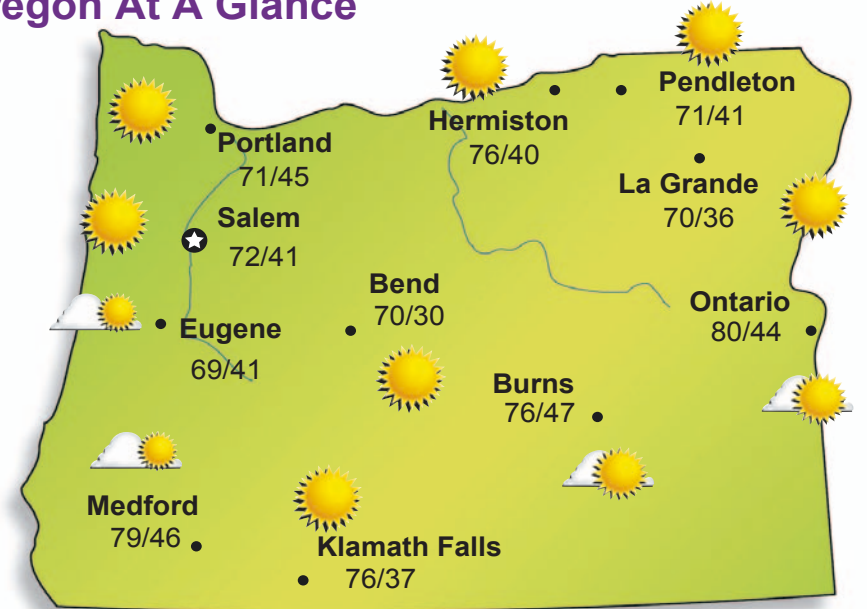 regon At A Glance
Pendleton
71/41
Hermiston
76/40
Portland
71/45
La Grande
70/36
Salem
72/41
Bend
70/30
Ontario
80/44
Eugene
69/41
Burns
76/47
Medford
79/46
Klamath Falls
76/37